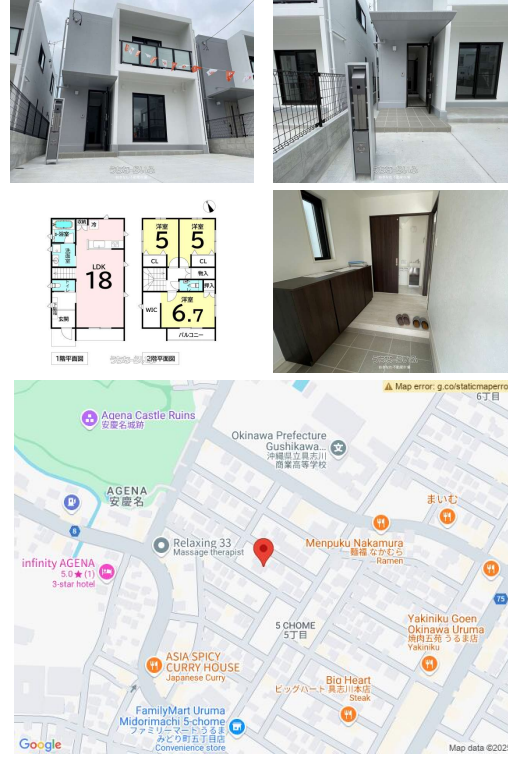 洋室
5
洋室
5
冷
浴室
洗面室
LDK
18
CL
CL
物入
洋室
6.7
押入
WIC
玄関
バルコニー
1階平面図
2階平面図
Map error: g.co/staticmaperro
6丁目
Agena Castle Ruins
安慶名城跡
Okinawa Prefecture
Gushikawa...
沖縄県立具志川
商業高等学校
AGENA
安慶名
まいむ
8
Relaxing 33
Massage therapist
Menpuku Nakamura
麺福 なかむら
Ramen
infinity AGENA
5.0★(1)
3-star hotel
75
5 CHOME
5丁目
Yakiniku Goen
Okinawa Uruma
焼肉五苑 うるま店
Yakiniku
ASIA SPICY
CURRY HOUSE
Japanese Curry
Big Heart
ビッグハート 具志川本店
Steak
FamilyMart Uruma
Midorimachi 5-chome
ファミリーマート うるま
みどり町五丁目店
Convenience store
Google
Map data ©2025